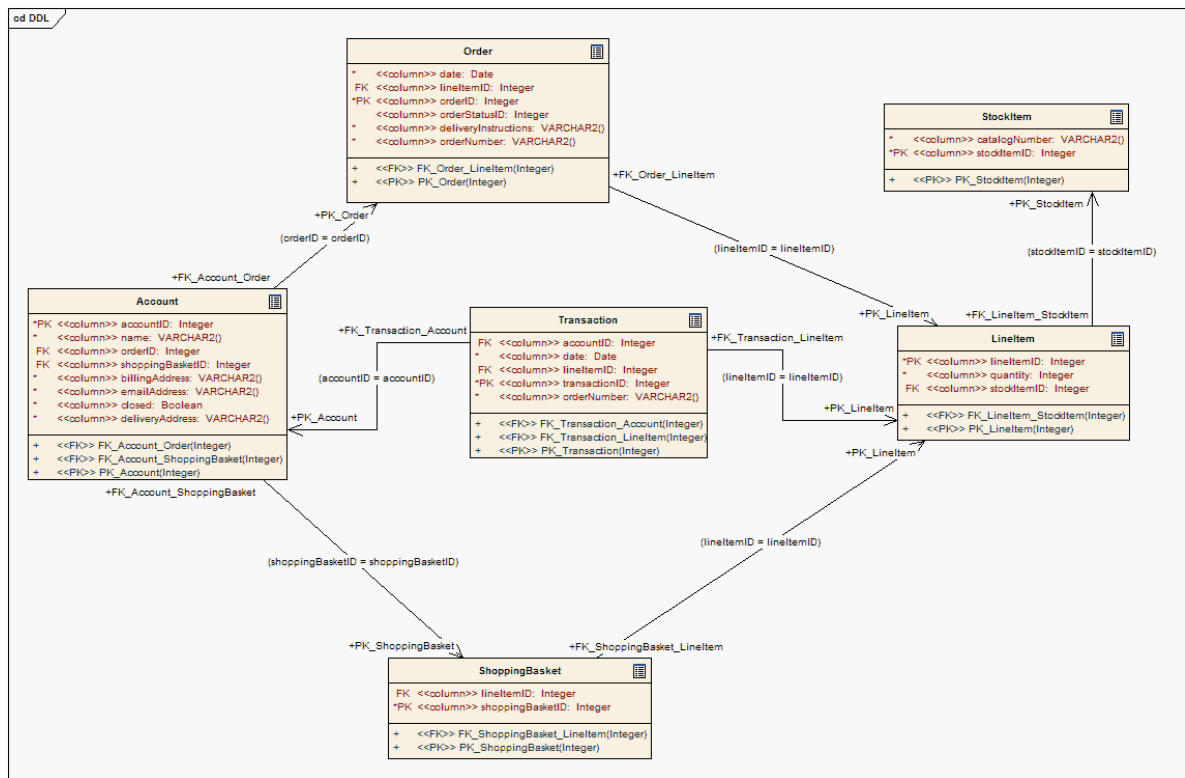 cd DDL
Order
* <<column>> date: Date
FK <<column>> lineItemID: Integer
*PK <<column>> orderID: Integer
<<column>> orderStatusID: Integer
* <<column>> deliveryInstructions: VARCHAR2()
* <<column>> orderNumber: VARCHAR2()
+ <<FK>> FK_Order_LineItem(Integer)
+ <<PK>> PK_Order(Integer)
StockItem
* <<column>> catalogNumber: VARCHAR2()
*PK <<column>> stockItemID: Integer
+ <<PK>> PK_StockItem(Integer)
+FK_Order_LineItem
+PK_StockItem
+PK_Order
(orderID = orderID)
(lineItemID = lineItemID)
(stockItemID = stockItemID)
+FK_Account_Order
+PK_LineItem
+FK_LineItem_StockItem
Account
*PK <<column>> accountID: Integer
* <<column>> name: VARCHAR2()
FK <<column>> orderID: Integer
FK <<column>> shoppingBasketID: Integer
* <<column>> billingAddress: VARCHAR2()
* <<column>> emailAddress: VARCHAR2()
* <<column>> closed: Boolean
* <<column>> deliveryAddress: VARCHAR2()
+ <<FK>> FK_Account_Order(Integer)
+ <<FK>> FK_Account_ShoppingBasket(Integer)
+ <<PK>> PK_Account(Integer)
+FK_Transaction_Account
(accountID = accountID)
+PK_Account
Transaction
FK <<column>> accountID: Integer
* <<column>> date: Date
FK <<column>> lineItemID: Integer
*PK <<column>> transactionID: Integer
* <<column>> orderNumber: VARCHAR2()
+ <<FK>> FK_Transaction_Account(Integer)
+ <<FK>> FK_Transaction_LineItem(Integer)
+ <<PK>> PK_Transaction(Integer)
+FK_Transaction_LineItem
(lineItemID = lineItemID)
+PK_LineItem
LineItem
*PK <<column>> lineItemID: Integer
* <<column>> quantity: Integer
FK <<column>> stockItemID: Integer
+ <<FK>> FK_LineItem_StockItem(Integer)
+ <<PK>> PK_LineItem(Integer)
+PK_LineItem
+FK_Account_ShoppingBasket
(lineItemID = lineItemID)
(shoppingBasketID = shoppingBasketID)
+PK_ShoppingBasket
+FK_ShoppingBasket_LineItem
ShoppingBasket
FK <<column>> lineItemID: Integer
*PK <<column>> shoppingBasketID: Integer
+ <<FK>> FK_ShoppingBasket_LineItem(Integer)
+ <<PK>> PK_ShoppingBasket(Integer)